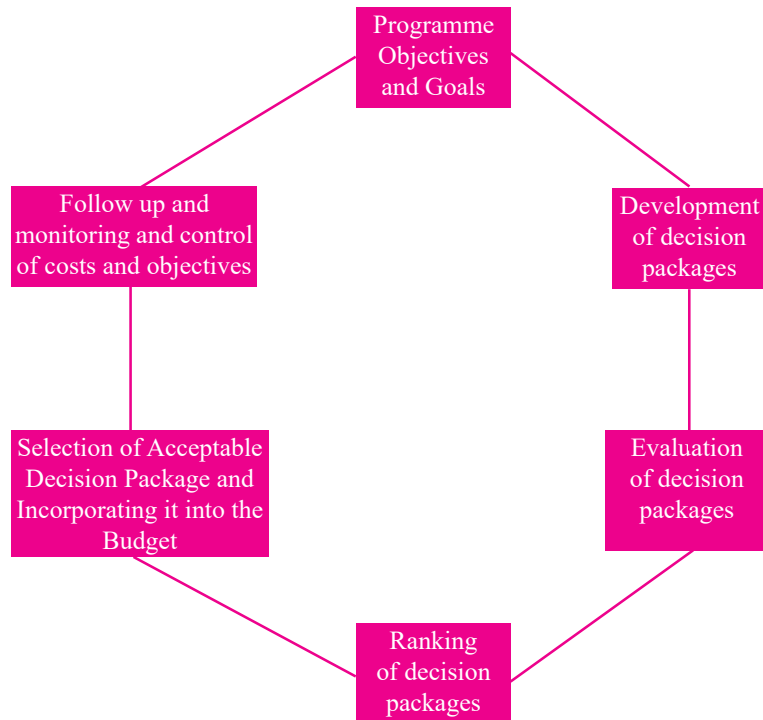 Programme
Objectives
and Goals
Development
of decision
packages
Evaluation
of decision
packages
Ranking
of decision
packages
Selection of Acceptable
Decision Package and
Incorporating it into the
Budget
Follow up and
monitoring and control
of costs and objectives